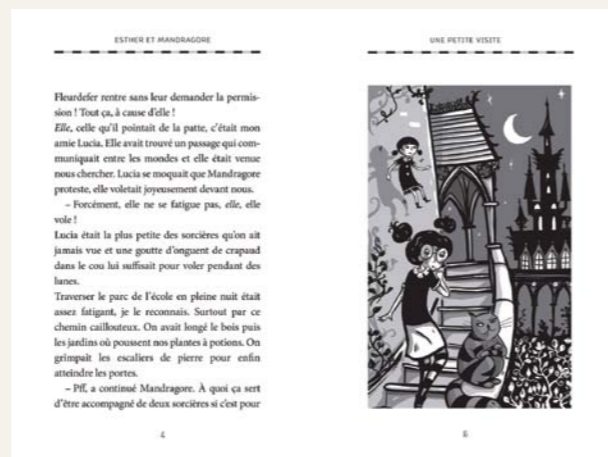 ESTHER ET MANDRAGORE
Fleurdefer rentre sans leur demander la permis-
sion ! Tout ça, à cause d'elle !
Elle, celle qu'il pointait de la patte, c'était mon
amie Lucia. Elle avait trouvé un passage qui com-
muniquait entre les mondes et elle était venue
nous chercher. Lucia se moquait que Mandragore
proteste, elle voletait joyeusement devant nous.
– Forcément, elle ne se fatigue pas, elle, elle
vole !
Lucia était la plus petite des sorcières qu'on ait
jamais vue et une goutte d'onguent de crapaud
dans le cou lui suffisait pour voler pendant des
lunes.
Traverser le parc de l'école en pleine nuit était
assez fatigant, je le reconnais. Surtout par ce
chemin caillouteux. On avait longé le bois puis
les jardins où poussent nos plantes à potions. On
grimpait les escaliers de pierre pour enfin
atteindre les portes.
– Pff, a continué Mandragore. À quoi ça sert
d'être accompagné de deux sorcières si c'est pour
4
UNE PETITE VISITE